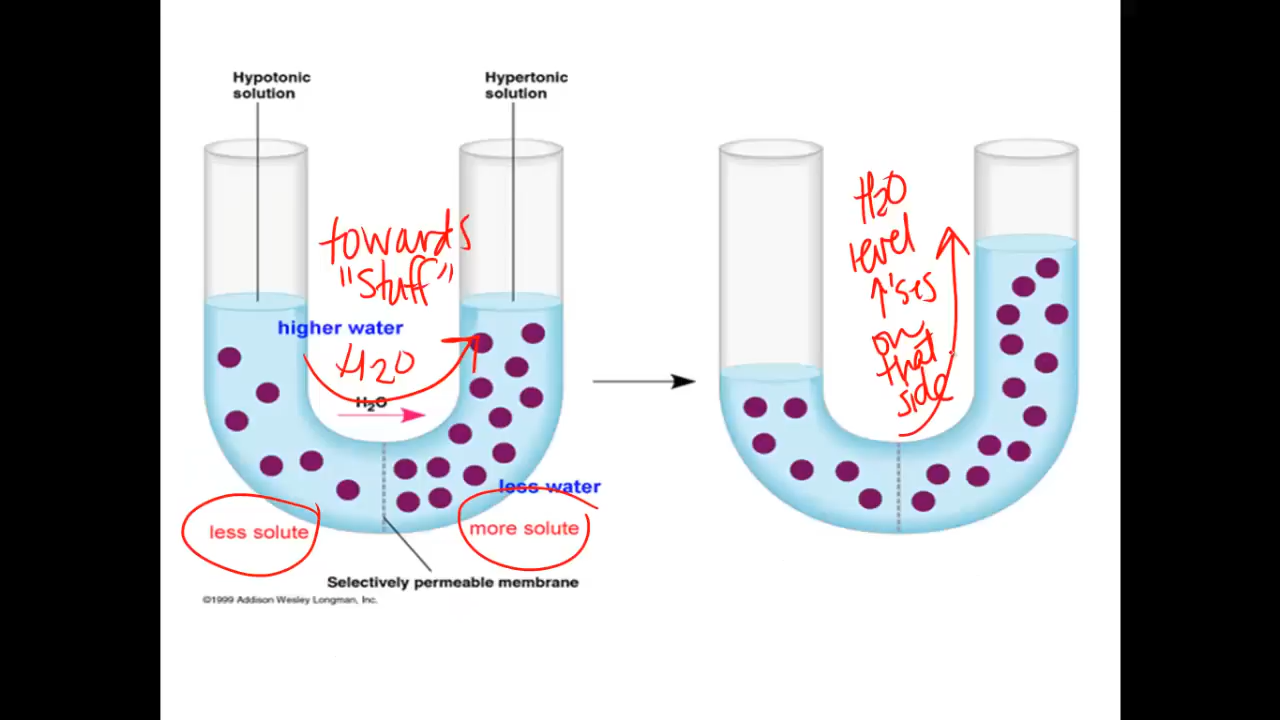 Hypotonic
solution
Hypertonic
solution
towards
"stuff"
higher water
H2O
H₂O
less water
less solute
more solute
Selectively permeable membrane
©1999 Addison Wesley Longman, Inc.
H2O
level
↑'ses
on
that
side